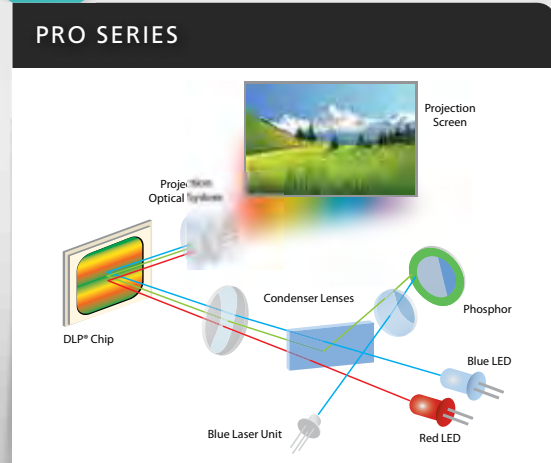 PRO SERIES
Projection
Screen
Projection
Optical System
Condenser Lenses
Phosphor
DLP® Chip
Blue LED
Blue Laser Unit
Red LED